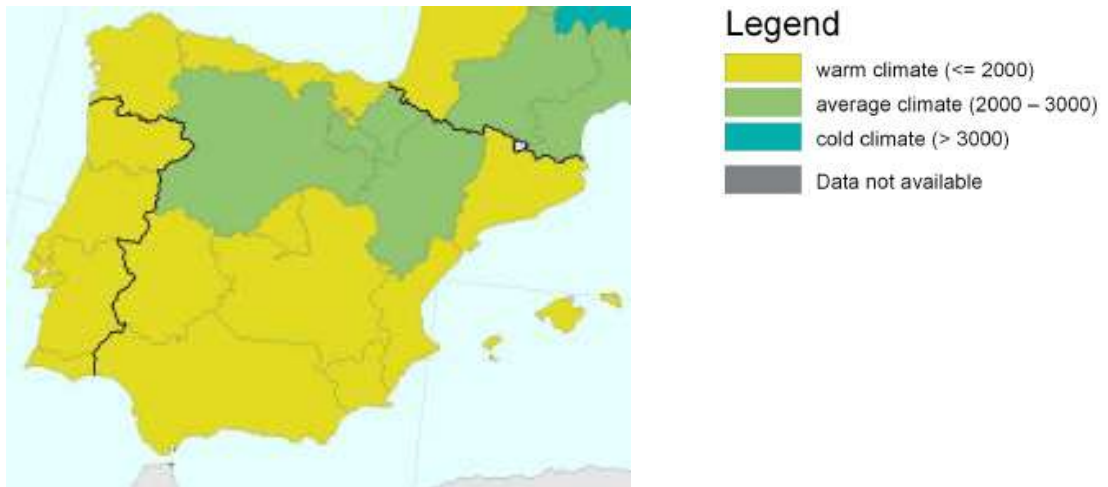 Legend
warm climate (<= 2000)
average climate (2000 – 3000)
cold climate (> 3000)
Data not available